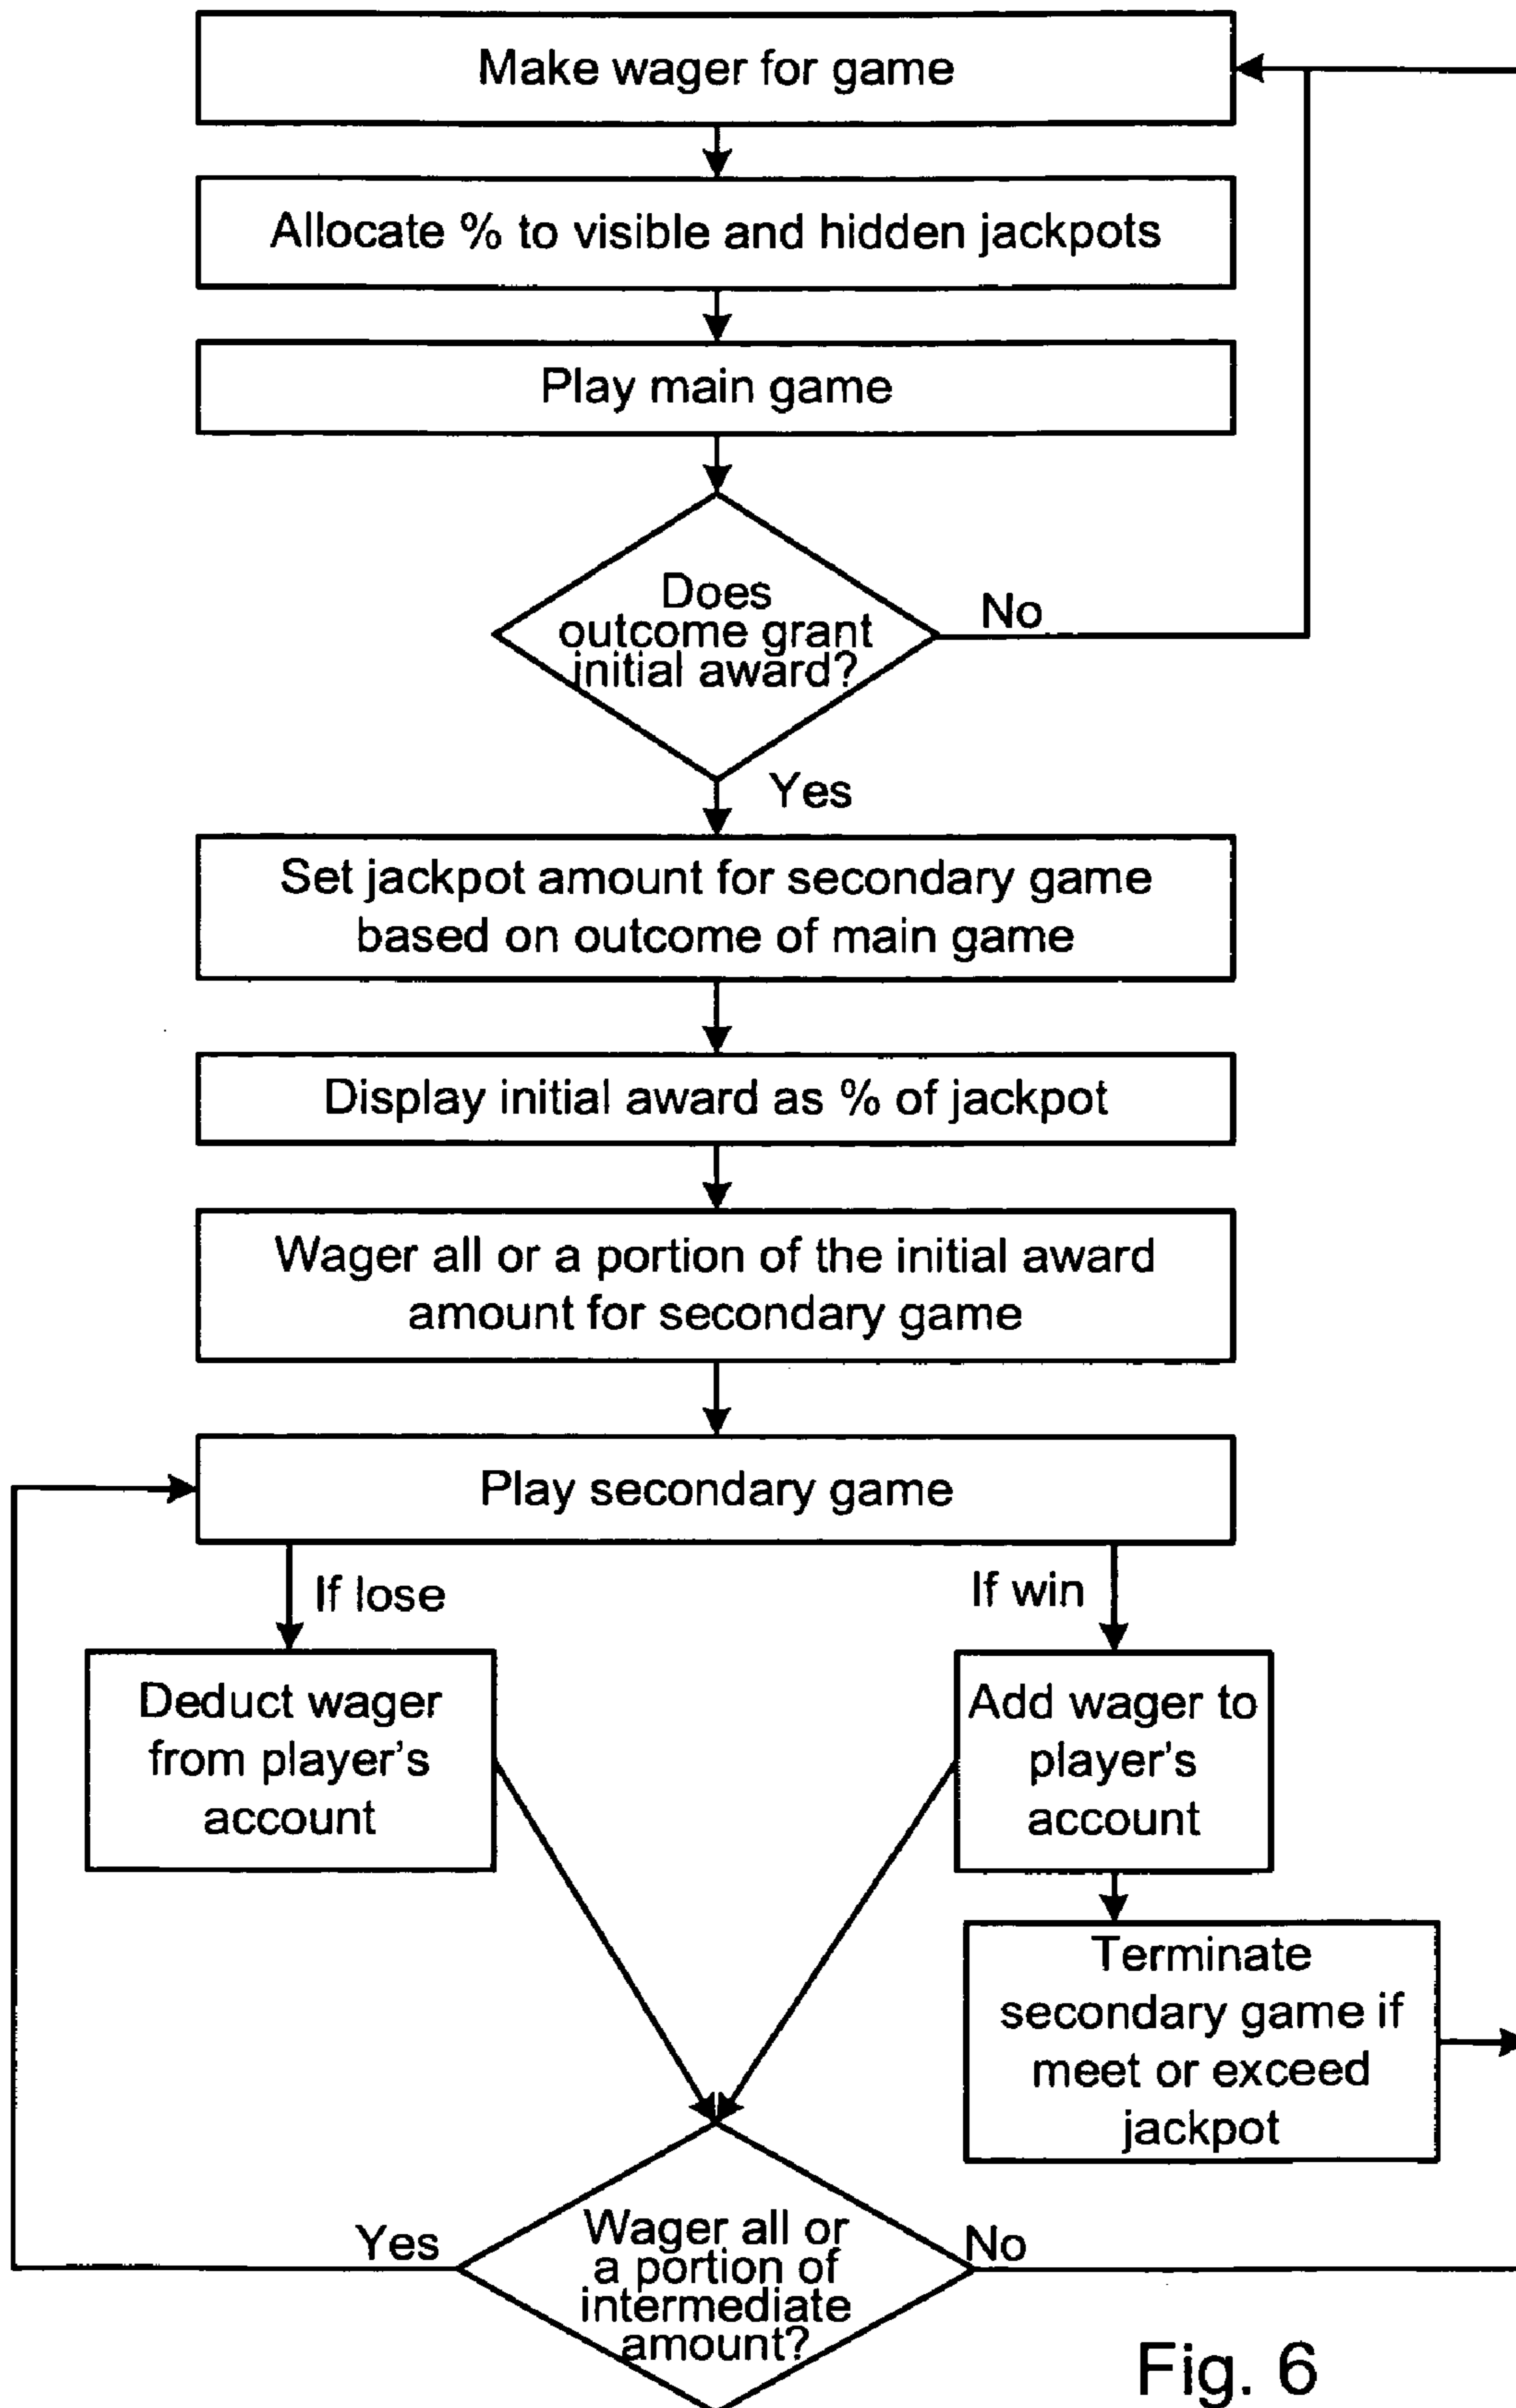 Make wager for game
Allocate % to visible and hidden jackpots
Play main game
Does
outcome grant
initial award?
No
Yes
Set jackpot amount for secondary game
based on outcome of main game
Display initial award as % of jackpot
Wager all or a portion of the initial award
amount for secondary game
Play secondary game
If lose
If win
Deduct wager
from player's
account
Add wager to
player's
account
Terminate
secondary game if
meet or exceed
jackpot
Yes
Wager all or
a portion of
intermediate
amount?
No
Fig. 6